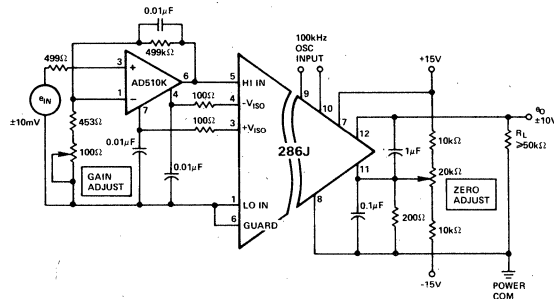 0.01μF
499kΩ
499Ω
3
+
AD510K
6
1
−
7
4
e_IN
±10mV
453Ω
100Ω
GAIN
ADJUST
0.01μF
0.01μF
100Ω
100Ω
5
HI IN
4
−V_ISO
3
+V_ISO
1
LO IN
6
GUARD
286J
100kHz
OSC
INPUT
9
10
7
12
11
8
+15V
10kΩ
20kΩ
10kΩ
−15V
1μF
0.1μF
200Ω
ZERO
ADJUST
e_O
±10V
R_L
≥50kΩ
POWER
COM